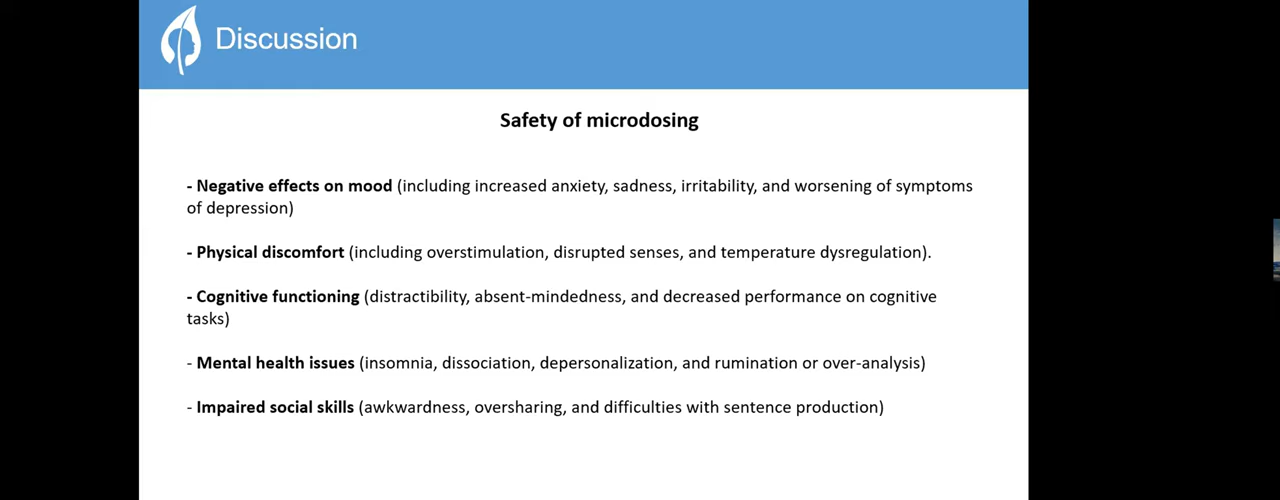 Discussion
Safety of microdosing
- Negative effects on mood (including increased anxiety, sadness, irritability, and worsening of symptoms
of depression)
- Physical discomfort (including overstimulation, disrupted senses, and temperature dysregulation).
- Cognitive functioning (distractibility, absent-mindedness, and decreased performance on cognitive
tasks)
- Mental health issues (insomnia, dissociation, depersonalization, and rumination or over-analysis)
- Impaired social skills (awkwardness, oversharing, and difficulties with sentence production)